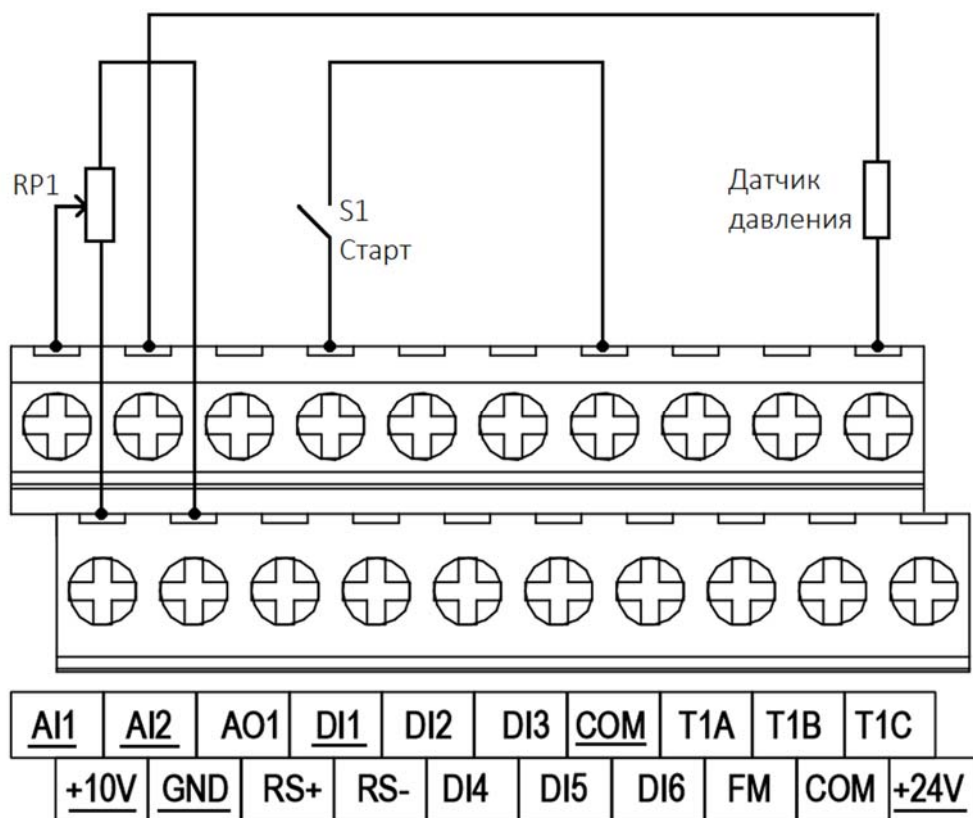 RP1
S1
Старт
Датчик
давления
AI1 AI2 AO1 DI1 DI2 DI3 COM T1A T1B T1C
+10V GND RS+ RS- DI4 DI5 DI6 FM COM +24V